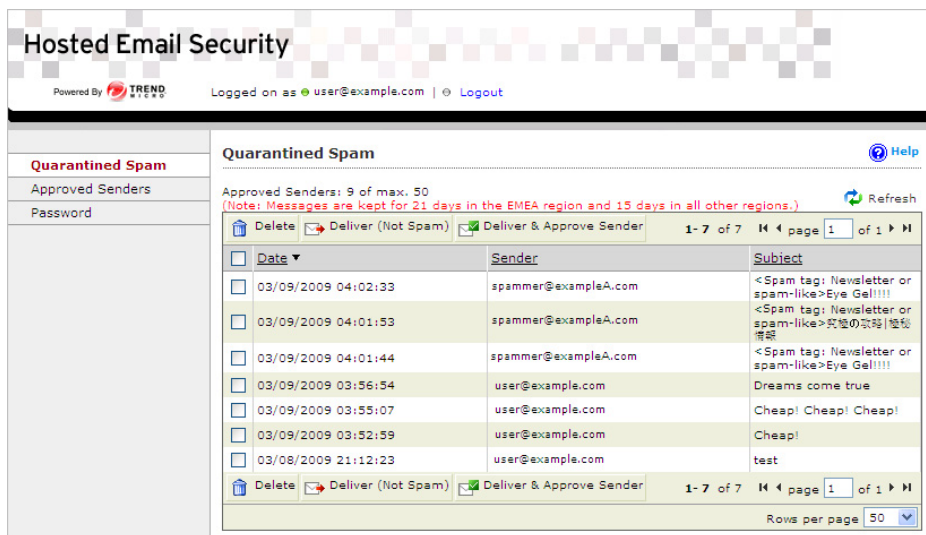 Hosted Email Security
Powered By TREND MICRO Logged on as user@example.com | Logout
Quarantined Spam
Approved Senders
Password
Quarantined Spam Help
Approved Senders: 9 of max. 50
(Note: Messages are kept for 21 days in the EMEA region and 15 days in all other regions.) Refresh
Delete Deliver (Not Spam) Deliver & Approve Sender 1- 7 of 7 page 1 of 1
Date Sender Subject
03/09/2009 04:02:33 spammer@exampleA.com <Spam tag: Newsletter or
spam-like>Eye Gel!!!!
03/09/2009 04:01:53 spammer@exampleA.com <Spam tag: Newsletter or
spam-like>究極の攻略|極秘
情報
03/09/2009 04:01:44 spammer@exampleA.com <Spam tag: Newsletter or
spam-like>Eye Gel!!!!
03/09/2009 03:56:54 user@example.com Dreams come true
03/09/2009 03:55:07 user@example.com Cheap! Cheap! Cheap!
03/09/2009 03:52:59 user@example.com Cheap!
03/08/2009 21:12:23 user@example.com test
Delete Deliver (Not Spam) Deliver & Approve Sender 1- 7 of 7 page 1 of 1
Rows per page 50